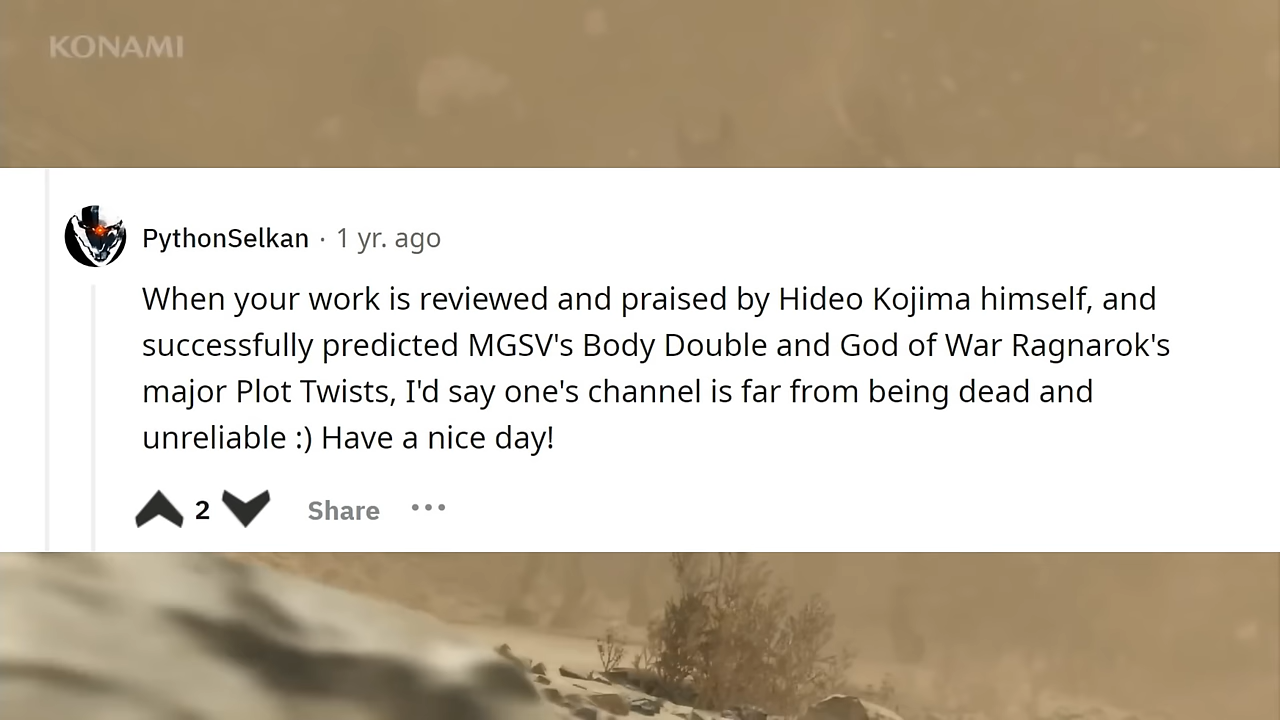 KONAMI
PythonSelkan · 1 yr. ago
When your work is reviewed and praised by Hideo Kojima himself, and
successfully predicted MGSV's Body Double and God of War Ragnarok's
major Plot Twists, I'd say one's channel is far from being dead and
unreliable :) Have a nice day!
2 Share ...